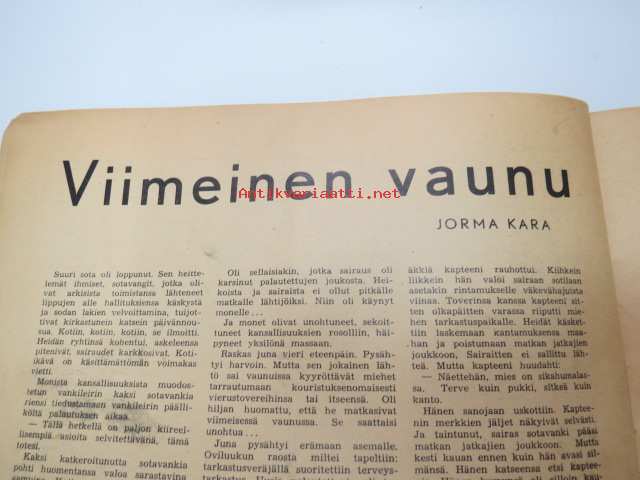 Viimeinen vaunu
Antikvariaatti.net
JORMA KARA
Suuri sota oli loppunut. Sen heitte-
lemät ihmiset, sotavangit, jotka oli-
vat arkisista toimistansa lähteneet
lippujen alle hallituksiensa käskystä
ja sodan lakien velvoittamina, tuijot-
tivat kirkastunein katsein päivännou-
sua. Kotiin, kotiin, kotiin, se ilmoitti.
Heidän ryhtinsä kohentui, askeleensa
pitenivät, sairaudet karkkosivat. Koti-
ikävä on käsittämättömän voimakas
vietti.
Monista kansallisuuksista muodos-
tetun vankileirin kaksi sotavankia
riensi tiedustamaan vankileirin päälli-
költä palautuksen aikaa.
— Tällä hetkellä on paljon kiireel-
lisempiä asioita selvitettävänä, tämä
totesi.
Kaksi katkeroitunutta sotavankia
pohti huomentansa valoa sarastavina
Oli sellaisiakin, jotka sairaus oli
karsinut palautettujen joukosta. Hei-
koista ja sairaista ei ollut pitkälle
matkalle lähtijöiksi. Niin oli käynyt
monelle...
Ja monet olivat unohtuneet, sekoit-
tuneet kansallisuuksien rosolliin, häi-
pyneet yksilönä massaan.
Raskas juna vieri eteenpäin. Pysäh-
tyi harvoin. Mutta sen jokainen läh-
tö sai vaunuissa kyyröttävät miehet
tarrautumaan kouristuksenomaisesti
vierustovereihinsa tai itseensä. Oli
hiljan huomattu, että he matkasivat
viimeisessä vaunussa. Se saattaisi
unohtua...
Juna pysähtyi erämaan asemalle.
Oviluukun raosta miltei tapeltiin:
tarkastusväräjällä suoritettiin terveys-
äkkiä kapteeni rauhottui. Kiihkein
liikkein hän valoi sairaan sotilaan
asetakin rintamukselle väkevähajuista
viinaa. Toverinsa kanssa kapteeni sit-
ten olkapäitten varassa riiputti mie-
hen tarkastuspaikalle. Heidät käsket-
tiin laskemaan kantamuksensa maa-
han ja poistumaan matkan jatkajien
joukkoon, Sairaitten ei sallittu läh-
teä. Mutta kapteeni huudahti:
— Näettehän, mies on sikahumalas-
sa. Terve kuin pukki, sitkeä kuin
kanto.
Hänen sanojaan uskottiin. Kaptee-
nin merkkien jäljet näkyivät selvästi.
Ja taintunut, sairas sotavanki pääsi
matkan jatkajien joukkoon. Mutta
kesti kauan ennen kuin hän avasi sil-
mänsä. Hänen katseensa etsi kaptee-